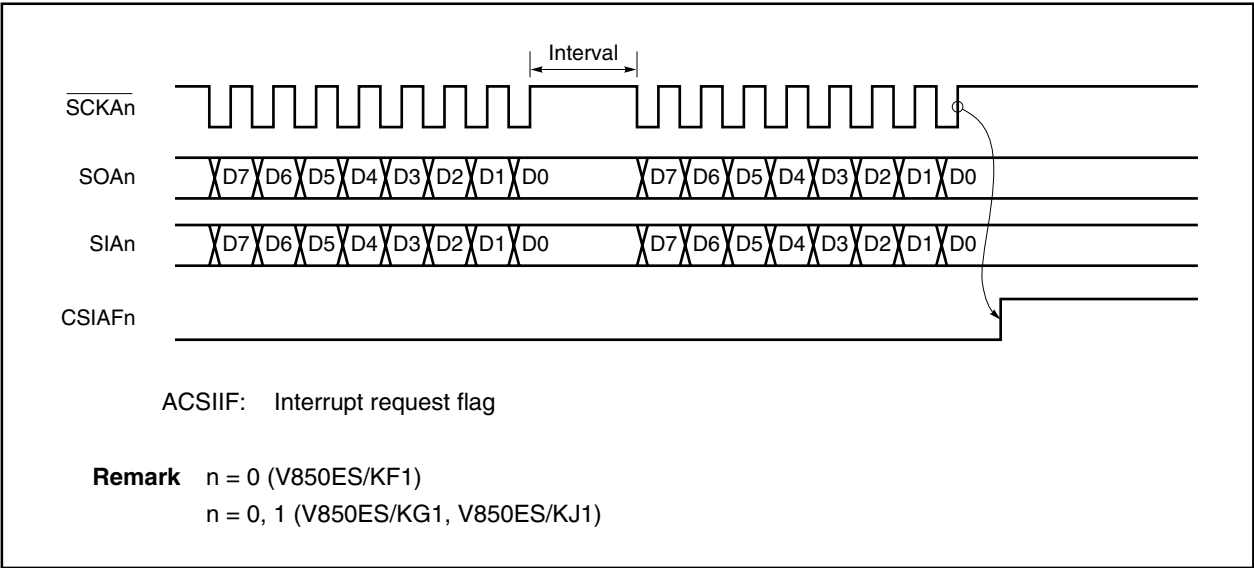 Interval
SCKAn
SOAn D7 D6 D5 D4 D3 D2 D1 D0 D7 D6 D5 D4 D3 D2 D1 D0
SIAn D7 D6 D5 D4 D3 D2 D1 D0 D7 D6 D5 D4 D3 D2 D1 D0
CSIAFn
ACSIIF: Interrupt request flag
Remark n = 0 (V850ES/KF1)
n = 0, 1 (V850ES/KG1, V850ES/KJ1)